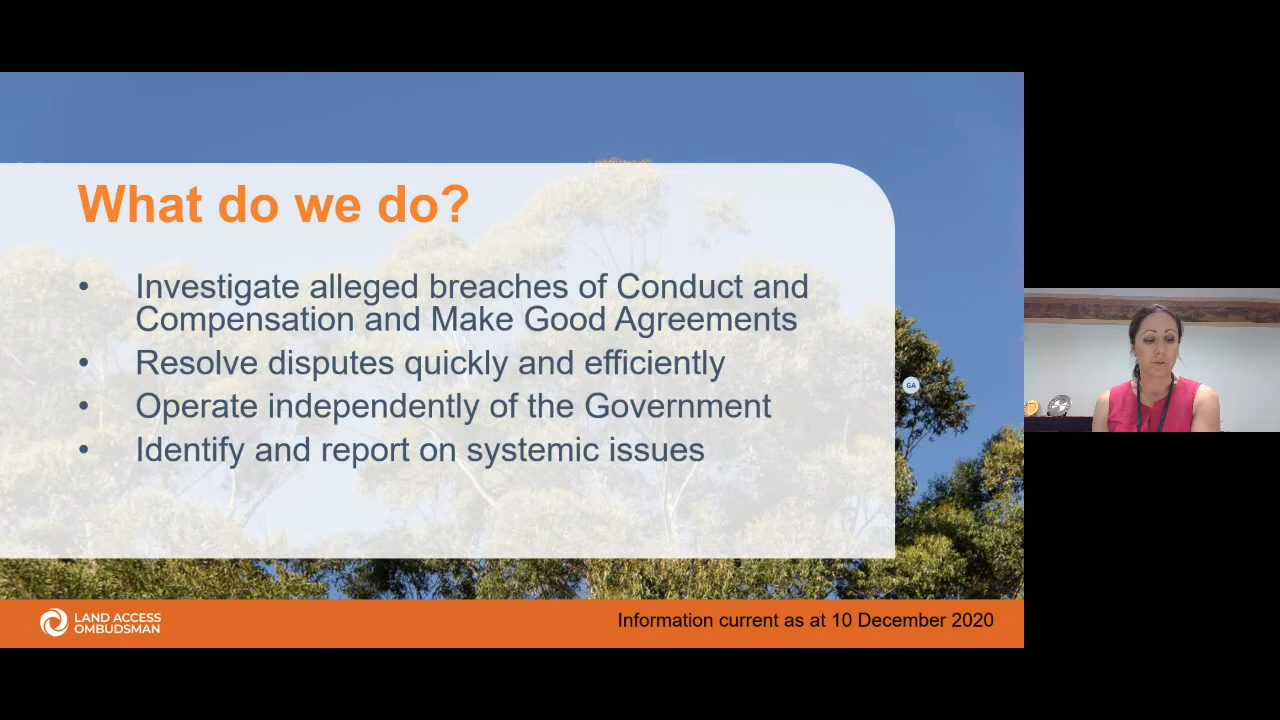 What do we do?
• Investigate alleged breaches of Conduct and
Compensation and Make Good Agreements
• Resolve disputes quickly and efficiently
• Operate independently of the Government
• Identify and report on systemic issues
GA
LAND ACCESS
OMBUDSMAN
Information current as at 10 December 2020